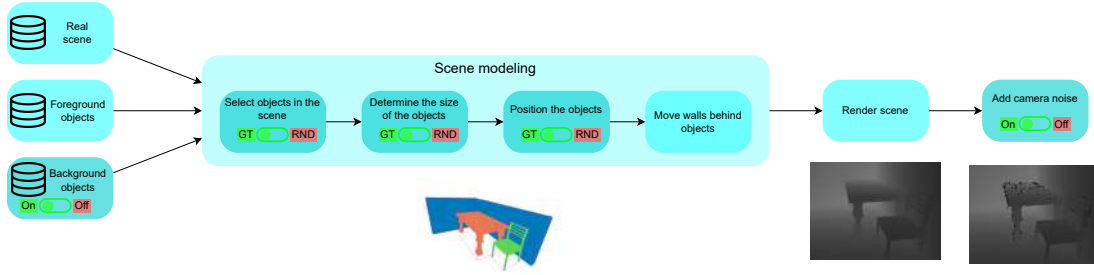 Real
scene
Foreground
objects
Background
objects
On Off
Scene modeling
Select objects in the
scene
GT RND
Determine the size
of the objects
GT RND
Position the objects
GT RND
Move walls behind
objects
Render scene
Add camera noise
On Off